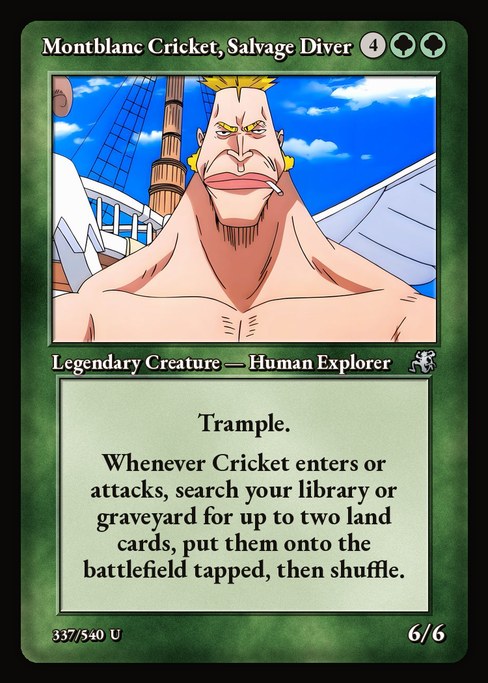 Montblanc Cricket, Salvage Diver 4
Legendary Creature — Human Explorer
Trample.
Whenever Cricket enters or
attacks, search your library or
graveyard for up to two land
cards, put them onto the
battlefield tapped, then shuffle.
337/540 U 6/6